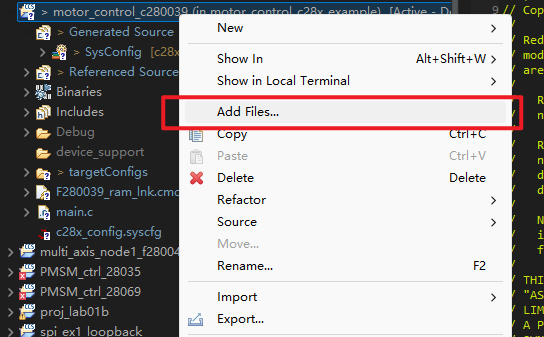 > motor_control_c280039 (in motor_control_c28x_example) [Active - D
Generated Source
> SysConfig [c28
> Referenced Source
Binaries
Includes
Debug
device_support
> targetConfigs
F280039_ram_lnk.cmd
main.c
c28x_config.syscfg
multi_axis_node1_f28004
PMSM_ctrl_28035
PMSM_ctrl_28069
proj_lab01b
spi_ex1_loopback
New
Show In Alt+Shift+W >
Show in Local Terminal
Add Files...
Copy Ctrl+C
Paste Ctrl+V
Delete Delete
Refactor
Source
Move...
Rename... F2
Import
Export...
9 // Cop
//
// Red
// mod
// are
//
// R
// n
//
// R
// n
// d
// d
//
// N
// i
// f
//
// THI
// "AS
// LIM
// A P